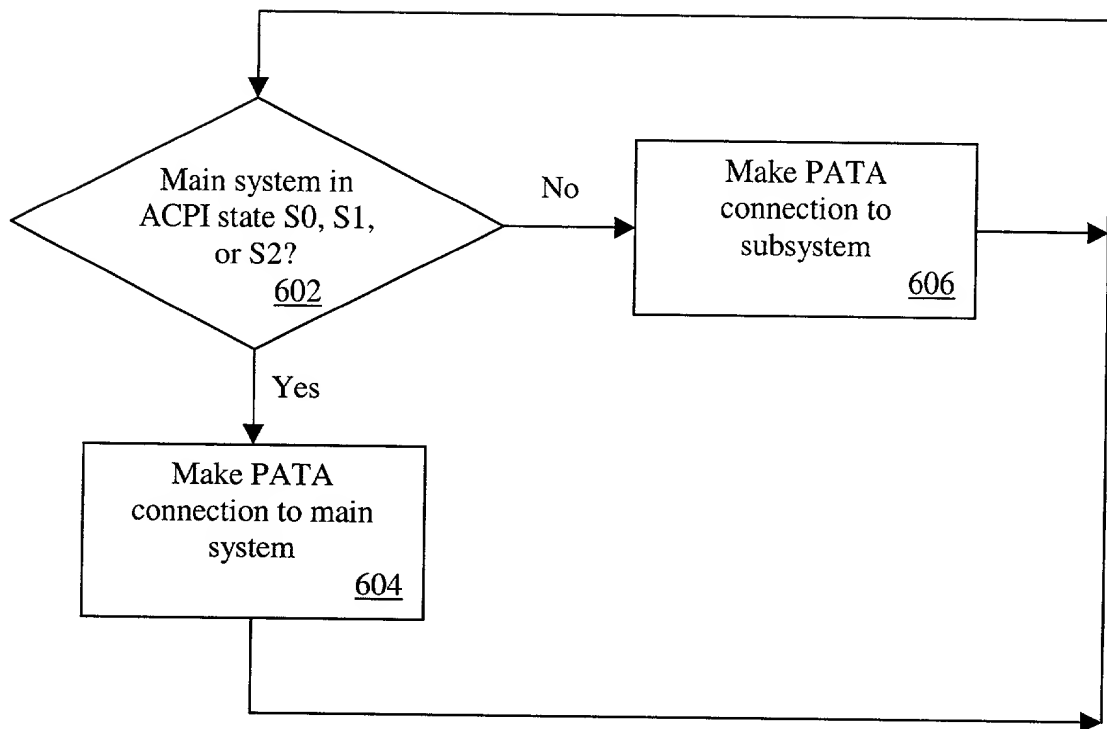 Main system in
ACPI state S0, S1,
or S2?
602
No
Make PATA
connection to
subsystem
606
Yes
Make PATA
connection to main
system
604